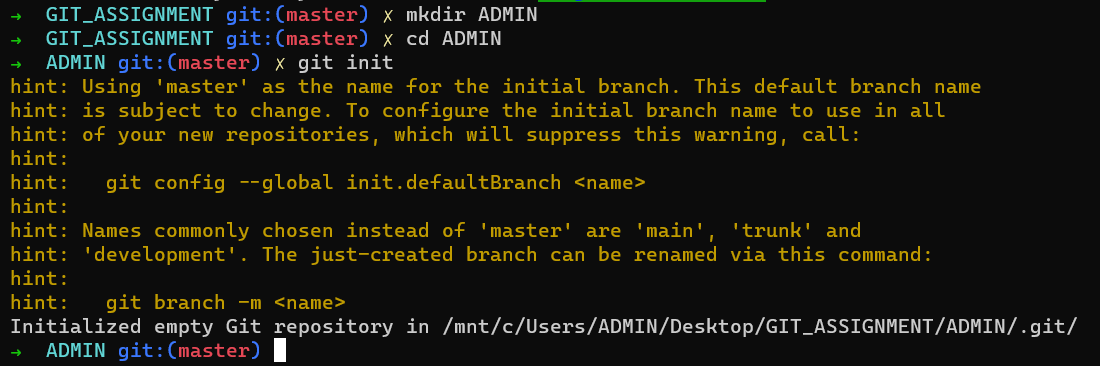 →  GIT_ASSIGNMENT git:(master) ✗ mkdir ADMIN
→  GIT_ASSIGNMENT git:(master) ✗ cd ADMIN
→  ADMIN git:(master) ✗ git init
hint: Using 'master' as the name for the initial branch. This default branch name
hint: is subject to change. To configure the initial branch name to use in all
hint: of your new repositories, which will suppress this warning, call:
hint:
hint:   git config --global init.defaultBranch <name>
hint:
hint: Names commonly chosen instead of 'master' are 'main', 'trunk' and
hint: 'development'. The just-created branch can be renamed via this command:
hint:
hint:   git branch -m <name>
Initialized empty Git repository in /mnt/c/Users/ADMIN/Desktop/GIT_ASSIGNMENT/ADMIN/.git/
→  ADMIN git:(master)